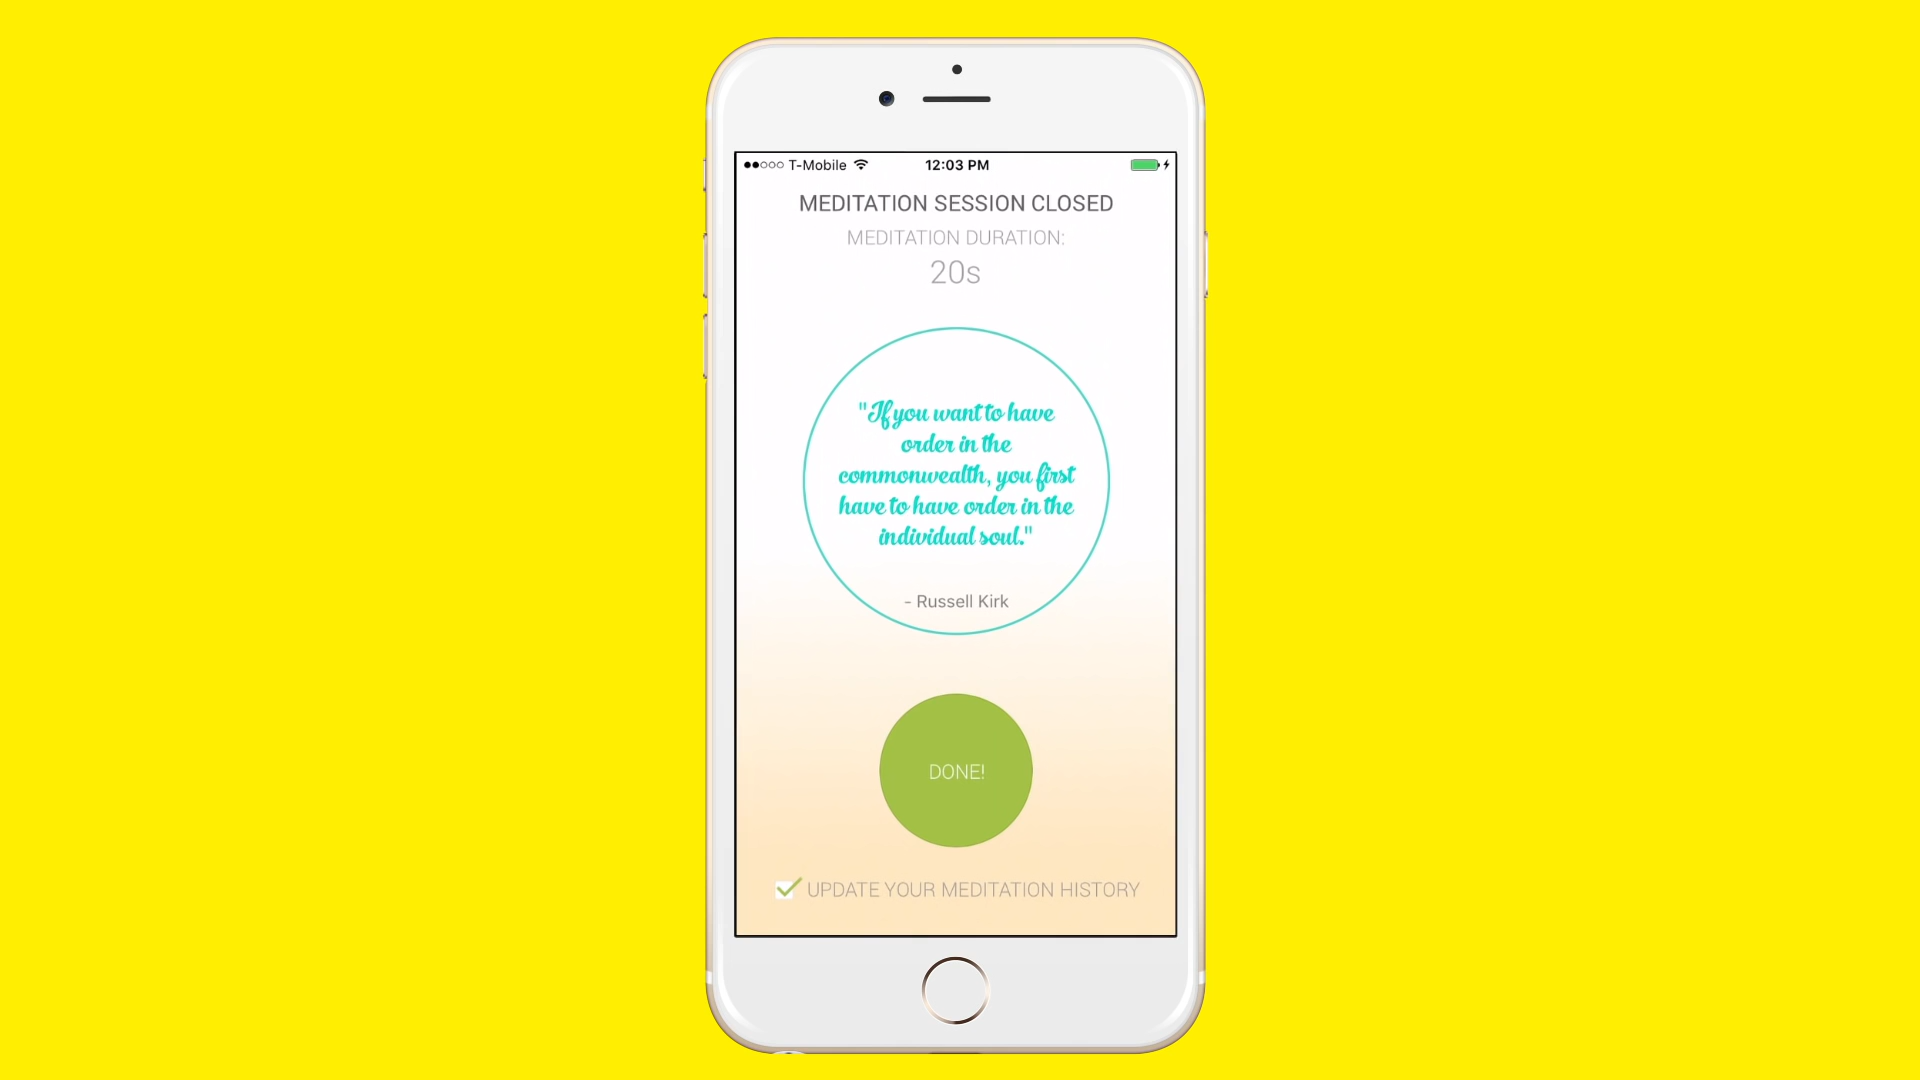 T-Mobile 12:03 PM
MEDITATION SESSION CLOSED
MEDITATION DURATION:
20s
"If you want to have
order in the
commonwealth, you first
have to have order in the
individual soul."
- Russell Kirk
DONE!
UPDATE YOUR MEDITATION HISTORY